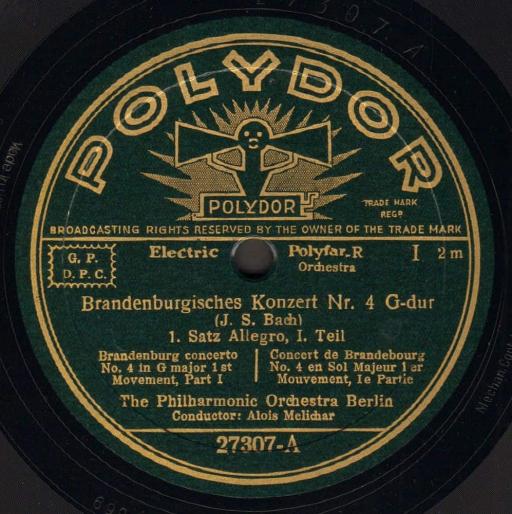 27307.A
POLYDOR
POLYDOR
TRADE MARK
REGD
BROADCASTING RIGHTS RESERVED BY THE OWNER OF THE TRADE MARK
G. P.
D. P. C.
Electric Polyfar-R I 2m
Orchestra
Brandenburgisches Konzert Nr. 4 G-dur
(J. S. Bach)
1. Satz Allegro, I. Teil
Brandenburg concerto
No. 4 in G major 1st
Movement, Part I
Concert de Brandebourg
No. 4 en Sol Majeur 1er
Mouvement, Ie Partie
The Philharmonic Orchestra Berlin
Conductor: Alois Melichar
27307-A